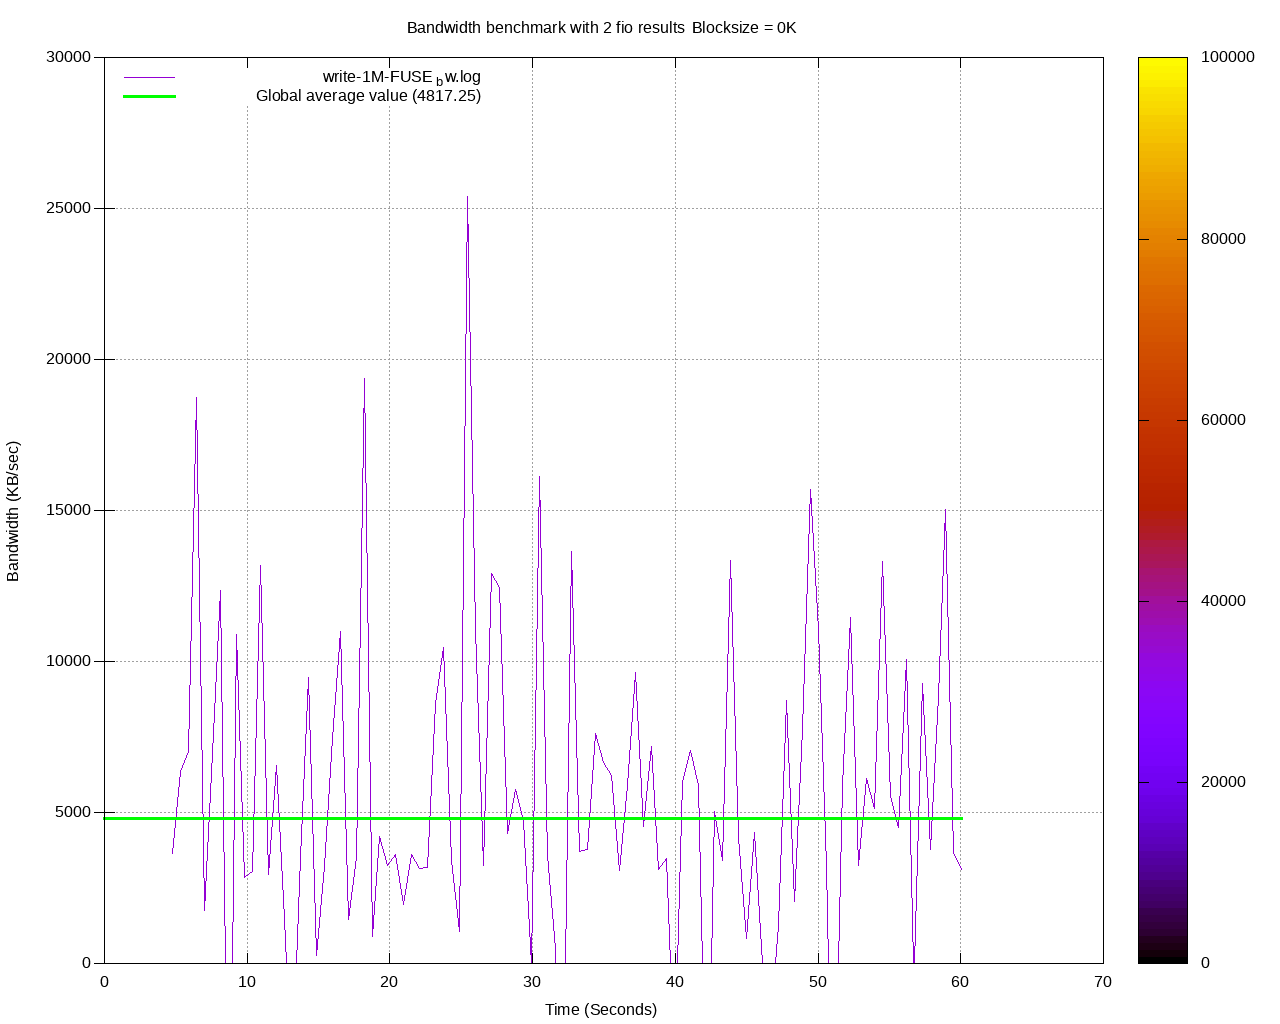 Bandwidth benchmark with 2 fio results Blocksize = 0K
write-1M-FUSE_bw.log
Global average value (4817.25)
30000
25000
20000
15000
10000
5000
0
Bandwidth (KB/sec)
0 10 20 30 40 50 60 70
Time (Seconds)
100000
80000
60000
40000
20000
0